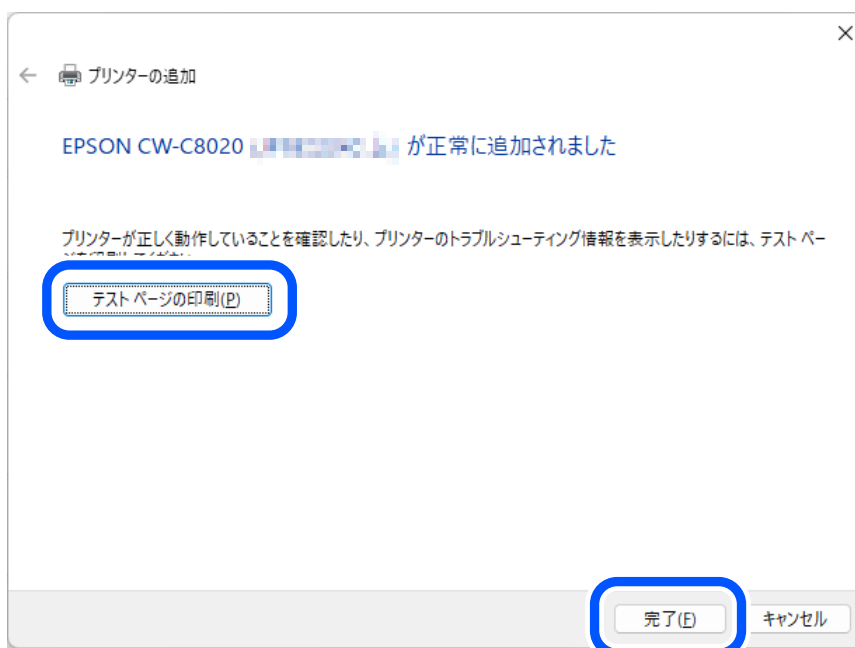 プリンターの追加
EPSON CW-C8020 が正常に追加されました
プリンターが正しく動作していることを確認したり、プリンターのトラブルシューティング情報を表示したりするには、テスト ペー
テスト ページの印刷(P)
完了(F) キャンセル